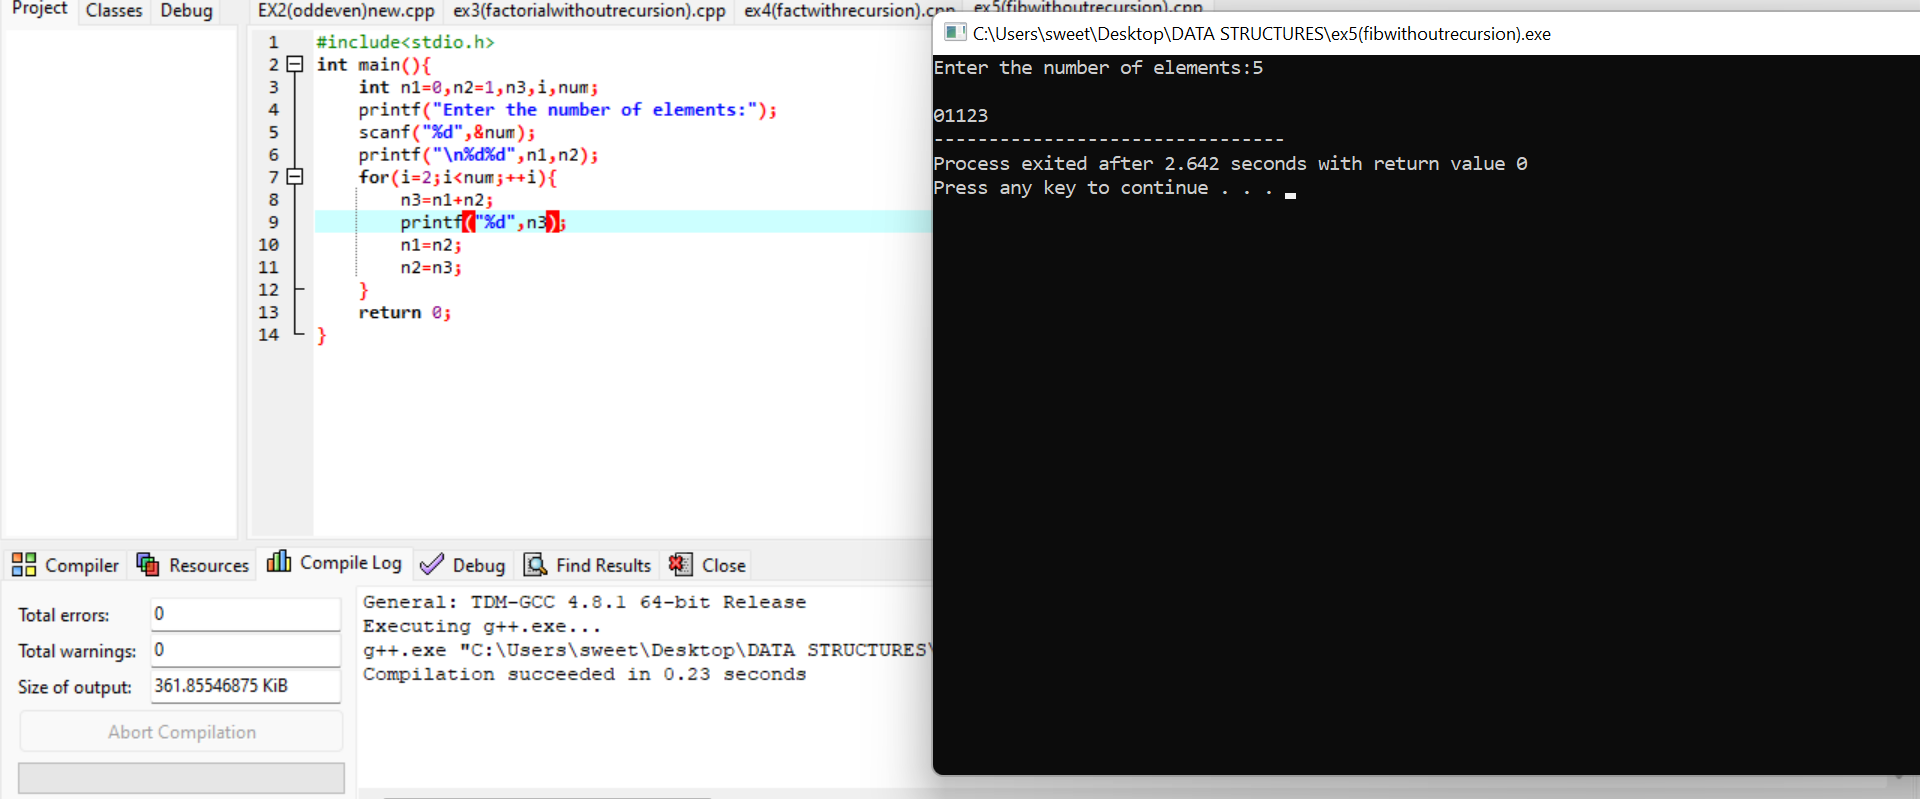 Project Classes Debug
EX2(oddeven)new.cpp ex3(factorialwithoutrecursion).cpp ex4(factwithrecursion).cpp ex5(fibwithoutrecursion).cpp
1 #include<stdio.h>
2 int main(){
3 int n1=0,n2=1,n3,i,num;
4 printf("Enter the number of elements:");
5 scanf("%d",&num);
6 printf("\n%d%d",n1,n2);
7 for(i=2;i<num;++i){
8 n3=n1+n2;
9 printf("%d",n3);
10 n1=n2;
11 n2=n3;
12 }
13 return 0;
14 }
C:\Users\sweet\Desktop\DATA STRUCTURES\ex5(fibwithoutrecursion).exe
Enter the number of elements:5
01123
--------------------------------
Process exited after 2.642 seconds with return value 0
Press any key to continue . . .
Compiler Resources Compile Log Debug Find Results Close
Total errors: 0
Total warnings: 0
Size of output: 361.85546875 KiB
Abort Compilation
General: TDM-GCC 4.8.1 64-bit Release
Executing g++.exe...
g++.exe "C:\Users\sweet\Desktop\DATA STRUCTURES\
Compilation succeeded in 0.23 seconds